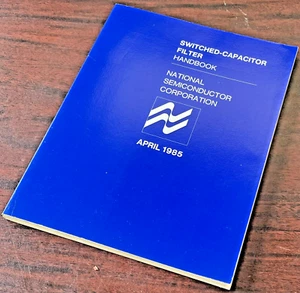 SWITCHED-CAPACITOR
FILTER
HANDBOOK
NATIONAL
SEMICONDUCTOR
CORPORATION
APRIL 1985